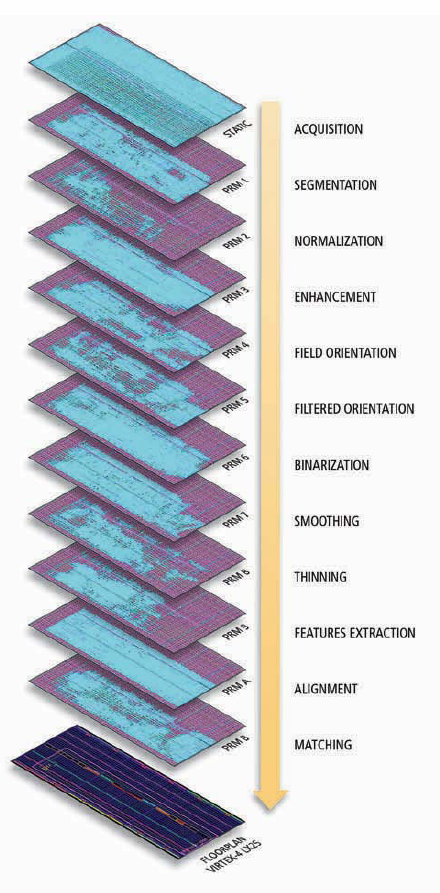 STATIC
ACQUISITION
PRM 1
SEGMENTATION
PRM 2
NORMALIZATION
PRM 3
ENHANCEMENT
PRM 4
FIELD ORIENTATION
PRM 5
FILTERED ORIENTATION
PRM 6
BINARIZATION
PRM 7
SMOOTHING
PRM 8
THINNING
PRM 9
FEATURES EXTRACTION
PRM A
ALIGNMENT
PRM B
MATCHING
FLOORPLAN
VIRTEX-4 LX25